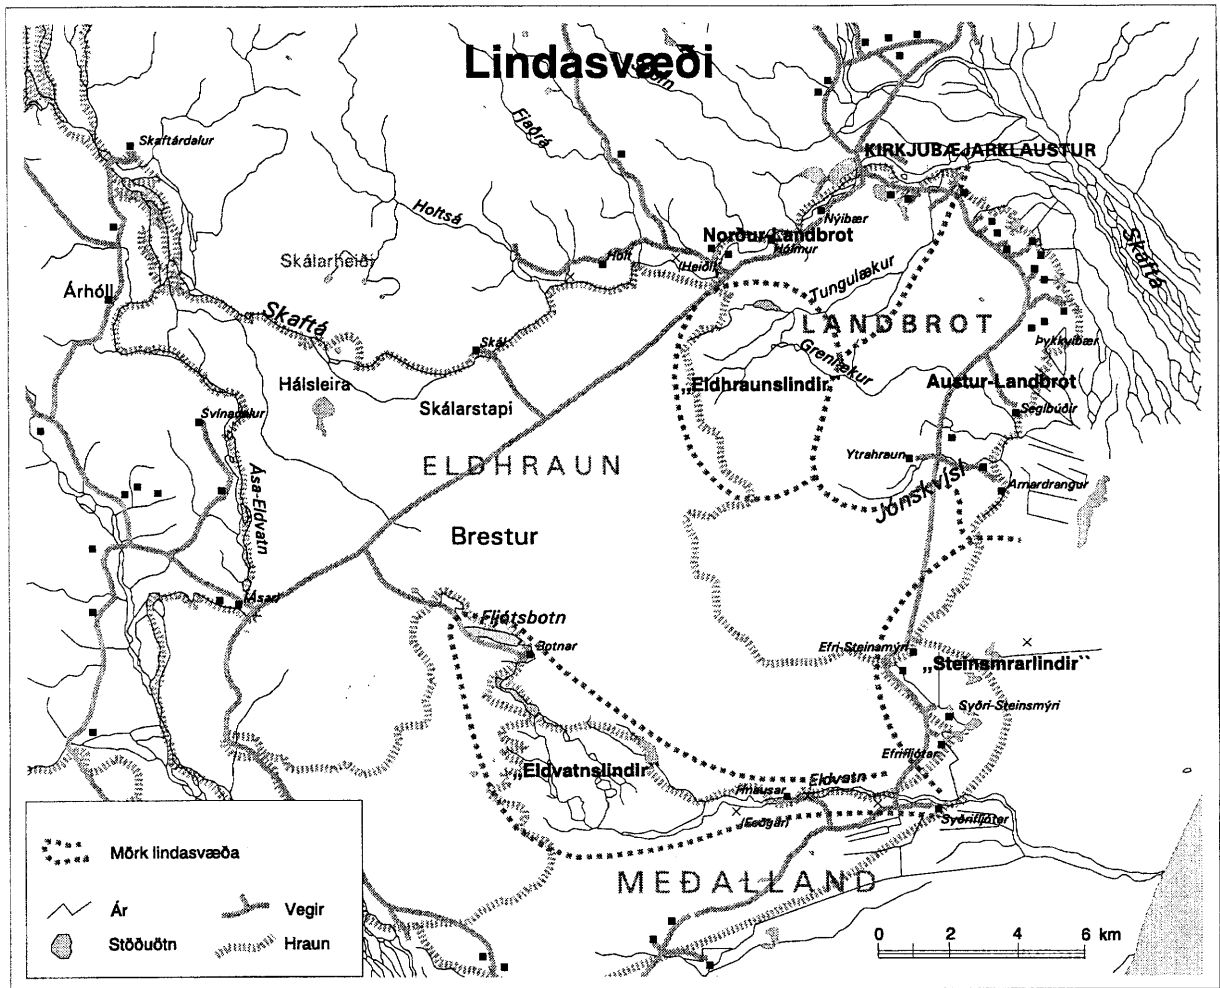 Lindasvæði
Fjaðrá
Skaftárdalur
KIRKJUBÆJARKLAUSTUR
Holtsá
Nýibær
Norður-Landbrot
Hólmur
Holt
(Heiði)
Skálarheiði
Skaftá
Árhóll
Tungulækur
Skaftá
LANDBROT
Skál
Grenlækur
Þykkvibær
Hálsleira
„Eldhraunslindir
Austur-Landbrot
Skálarstapi
Seglbúðir
Svínadalur
Ytrahraun
ELDHRAUN
Jónskvísl
Arnardrangur
Ása-Eldvatn
Brestur
(Ásar)
Fljótsbotn
Botnar
Efri-Steinsmýri
„Steinsmrarlindir``
Syðri-Steinsmýri
Efrifljótar
„Eldvatnslindir
Eldvatn
Hnausar
(Feðgar)
Syðrifljótar
MEÐALLAND
Mörk lindasvæða
Ár
Vegir
Stöðuötn
Hraun
0 2 4 6 km